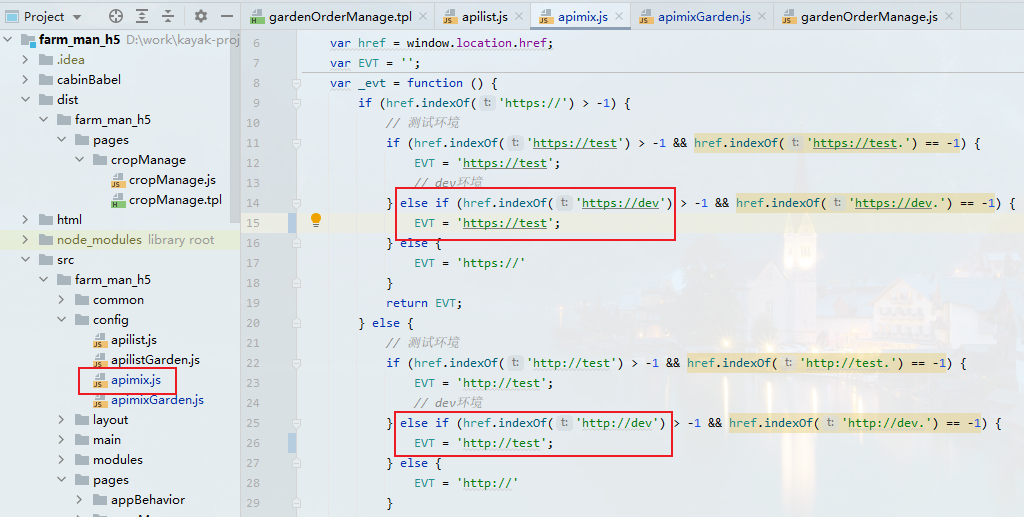 Project
gardenOrderManage.tpl
apilist.js
apimix.js
apimixGarden.js
gardenOrderManage.js
farm_man_h5 D:\work\kayak-proj
.idea
cabinBabel
dist
farm_man_h5
pages
cropManage
cropManage.js
cropManage.tpl
html
node_modules library root
src
farm_man_h5
common
config
apilist.js
apilistGarden.js
apimix.js
apimixGarden.js
layout
main
modules
pages
appBehavior
6 var href = window.location.href;
7 var EVT = '';
8 var _evt = function () {
9 if (href.indexOf( t: 'https://') > -1) {
10 // 测试环境
11 if (href.indexOf( t: 'https://test') > -1 && href.indexOf( t: 'https://test.') == -1) {
12 EVT = 'https://test';
13 // dev环境
14 } else if (href.indexOf( t: 'https://dev') > -1 && href.indexOf( t: 'https://dev.') == -1) {
15 EVT = 'https://test';
16 } else {
17 EVT = 'https://'
18 }
19 return EVT;
20 } else {
21 // 测试环境
22 if (href.indexOf( t: 'http://test') > -1 && href.indexOf( t: 'http://test.') == -1) {
23 EVT = 'http://test';
24 // dev环境
25 } else if (href.indexOf( t: 'http://dev') > -1 && href.indexOf( t: 'http://dev.') == -1) {
26 EVT = 'http://test';
27 } else {
28 EVT = 'http://'
29 }